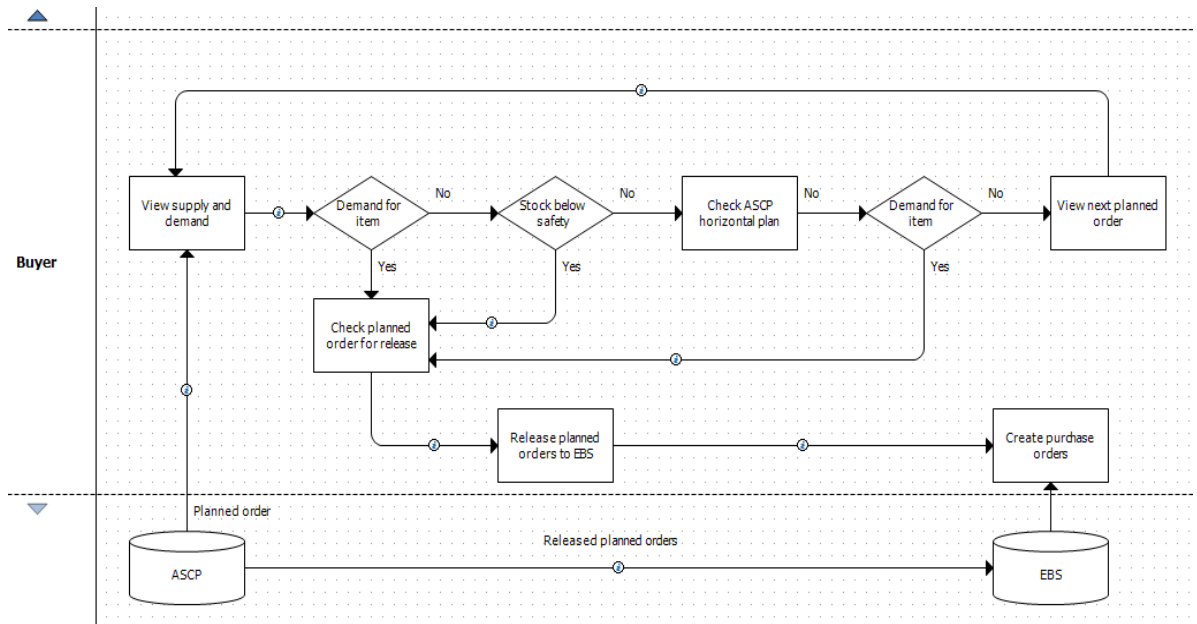 View supply and
demand
Demand for
item
No
Stock below
safety
No
Check ASCP
horizontal plan
No
Demand for
item
No
View next planned
order
Buyer
Yes
Yes
Yes
Check planned
order for release
Release planned
orders to EBS
Create purchase
orders
Planned order
Released planned orders
ASCP
EBS